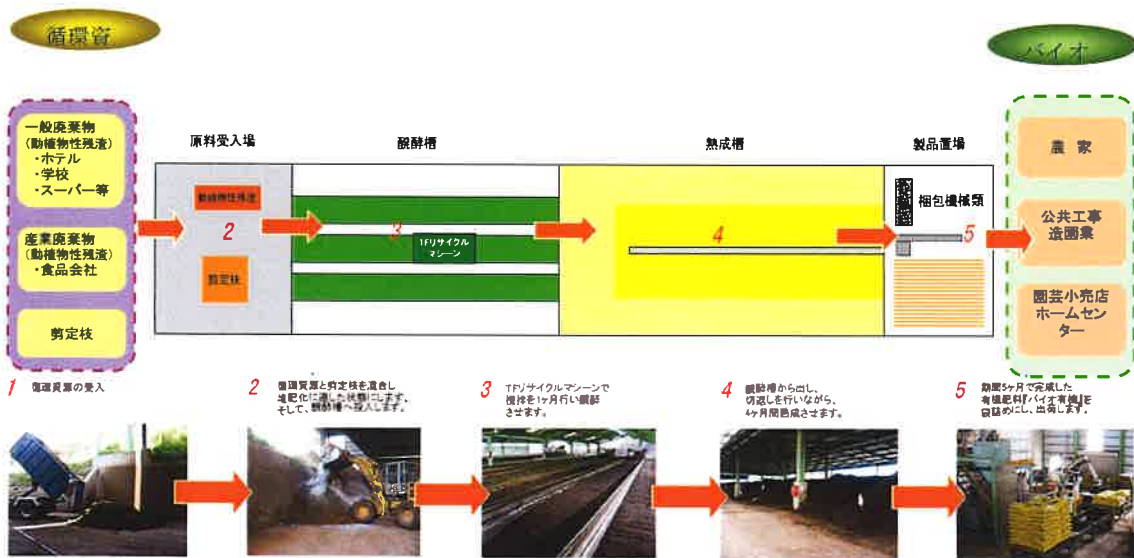 循環資
バイオ
一般廃棄物
(動植物性残渣)
・ホテル
・学校
・スーパー等
産業廃棄物
(動植物性残渣)
・食品会社
剪定枝
原料受入場
醗酵槽
熟成槽
製品置場
動植物性残渣
2
剪定枝
3
TFリサイクル
マシーン
4
梱包機械類
5
農 家
公共工事
造園業
園芸小売店
ホームセン
ター
1 循環資源の受入
2 循環資源と剪定枝を混合し
堆肥化に適した状態にします。
そして、醗酵槽へ投入します。
3 TFリサイクルマシーンで
攪拌を1ヶ月行い醗酵
させます。
4 醗酵槽から出し、
切返しを行いながら、
4ヶ月間熟成させます。
5 期間5ヶ月で完成した
有機肥料『バイオ有機』を
袋詰めにし、出荷します。